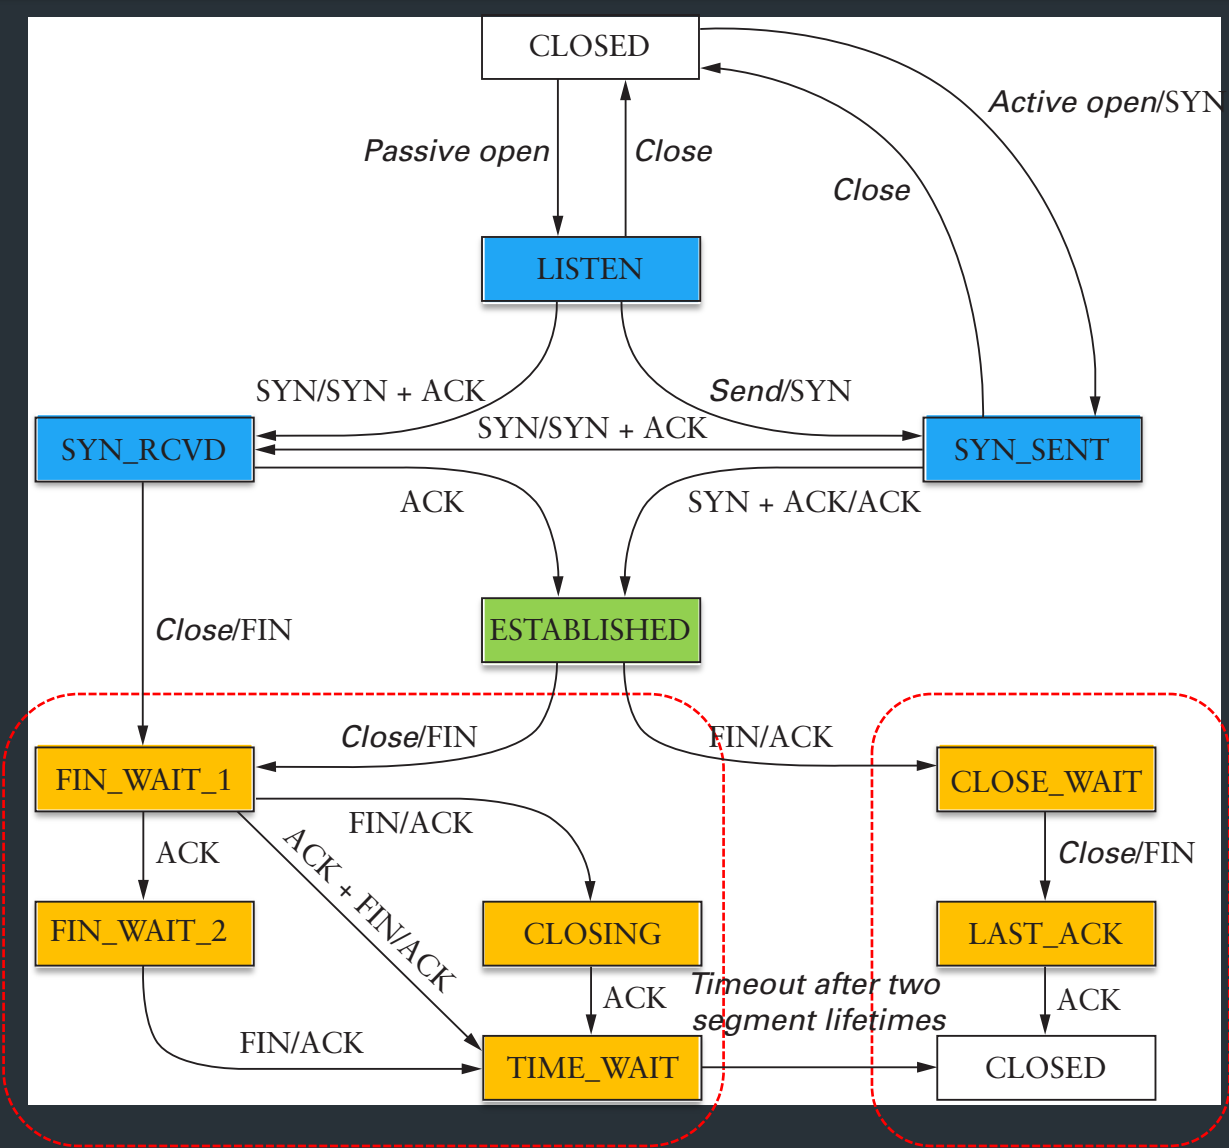 CLOSED
Active open/SYN
Passive open
Close
Close
LISTEN
SYN/SYN + ACK
Send/SYN
SYN/SYN + ACK
SYN_RCVD
SYN_SENT
ACK
SYN + ACK/ACK
Close/FIN
ESTABLISHED
Close/FIN
FIN/ACK
FIN_WAIT_1
CLOSE_WAIT
FIN/ACK
ACK
ACK + FIN/ACK
Close/FIN
FIN_WAIT_2
CLOSING
LAST_ACK
ACK
Timeout after two
segment lifetimes
ACK
FIN/ACK
TIME_WAIT
CLOSED